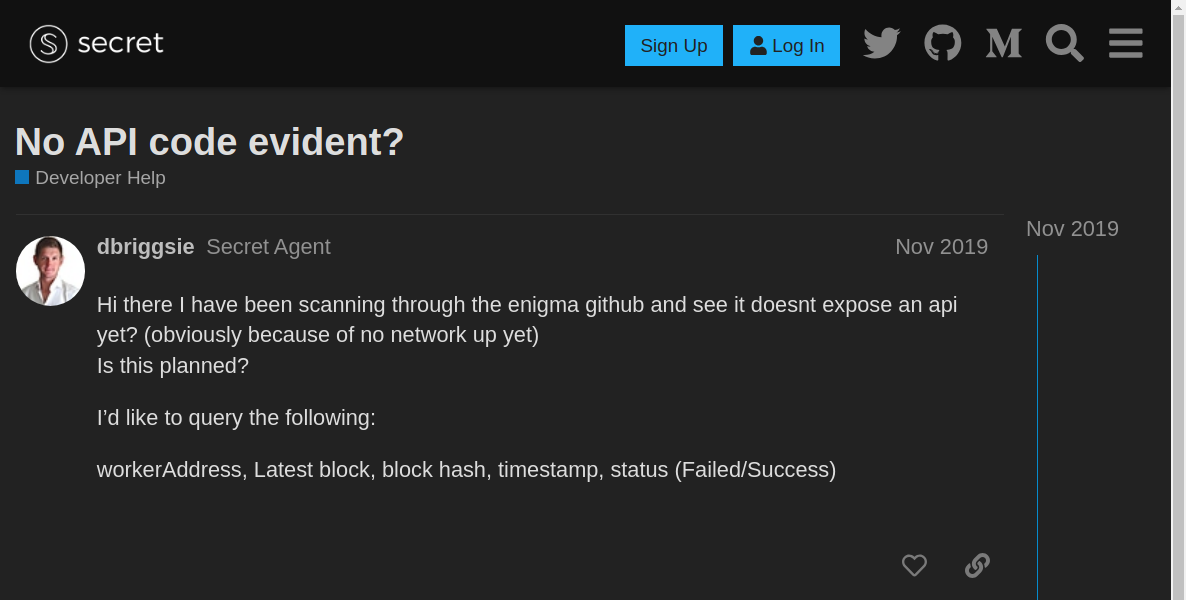 secret
Sign Up
Log In
No API code evident?
Developer Help
Nov 2019
dbriggsie Secret Agent
Nov 2019
Hi there I have been scanning through the enigma github and see it doesnt expose an api
yet? (obviously because of no network up yet)
Is this planned?
I’d like to query the following:
workerAddress, Latest block, block hash, timestamp, status (Failed/Success)